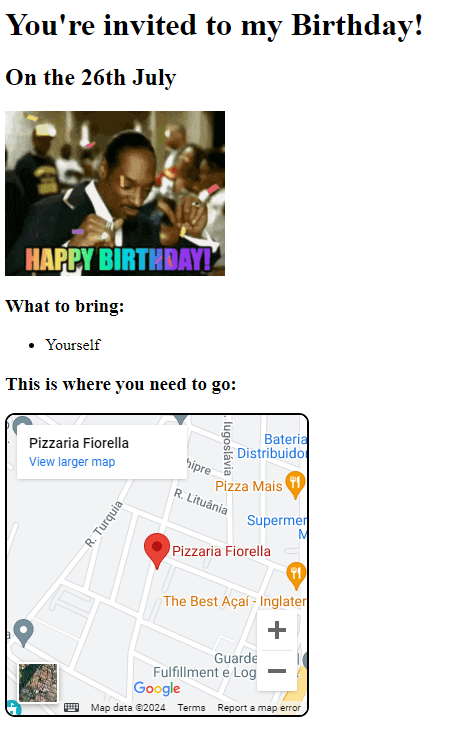 You're invited to my Birthday!
On the 26th July
HAPPY BIRTHDAY!
What to bring:
Yourself
This is where you need to go:
Pizzaria Fiorella
View larger map
Iugoslávia
Bateria
Distribuidor
hipre
Pizza Mais
R. Lituânia
R. Turquia
Supermer
M
Pizzaria Fiorella
The Best Açaí - Inglater
a
Guarde
l
Fulfillment e Log
Google
Map data ©2024
Terms
Report a map error